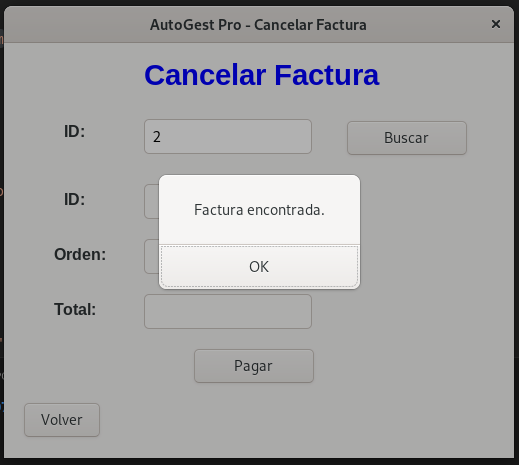 AutoGest Pro - Cancelar Factura ×
Cancelar Factura
ID: 2 Buscar
ID:
Factura encontrada.
Orden:
OK
Total:
Pagar
Volver